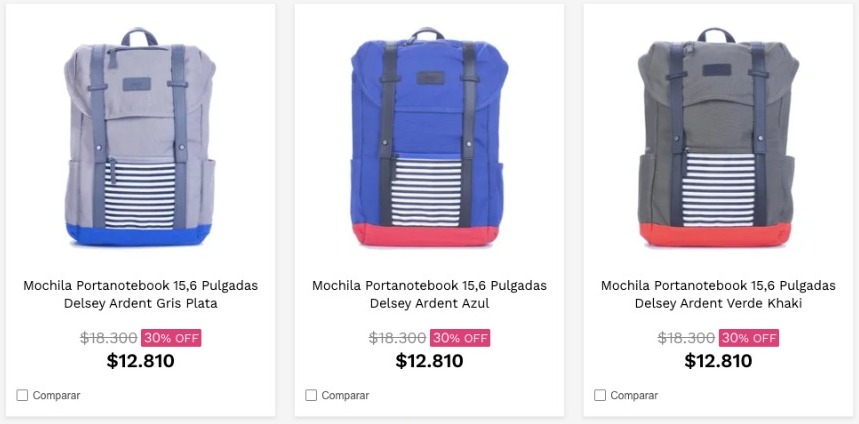 Mochila Portanotebook 15,6 Pulgadas
Delsey Ardent Gris Plata
$18.300 30% OFF
$12.810
Comparar
Mochila Portanotebook 15,6 Pulgadas
Delsey Ardent Azul
$18.300 30% OFF
$12.810
Comparar
Mochila Portanotebook 15,6 Pulgadas
Delsey Ardent Verde Khaki
$18.300 30% OFF
$12.810
Comparar